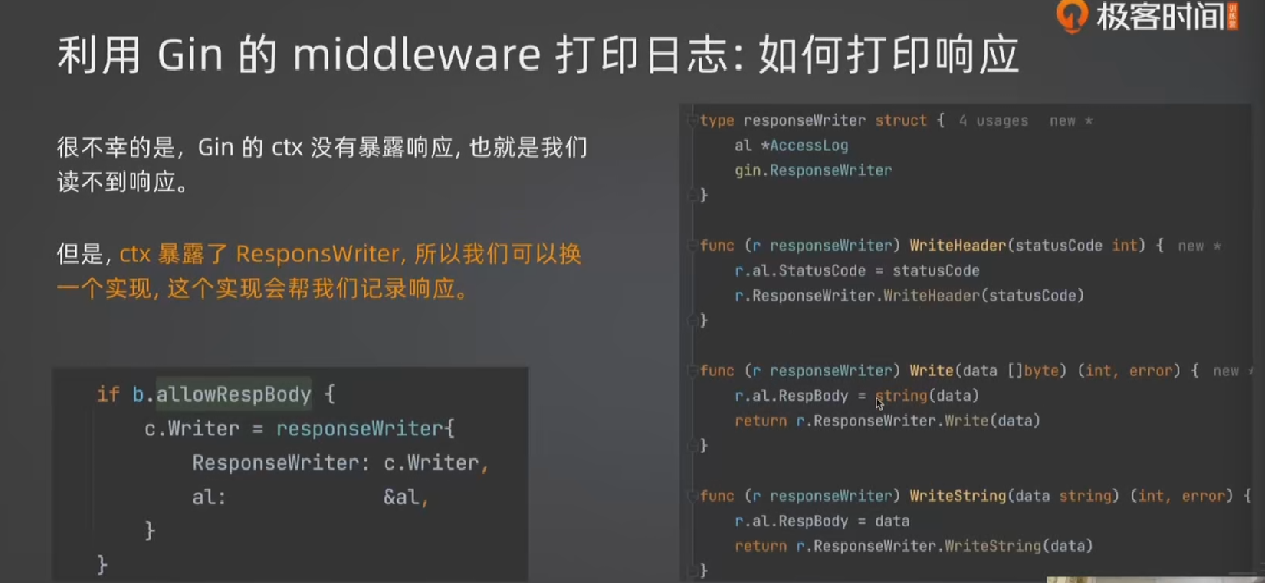 极客时间训练营
利用 Gin 的 middleware 打印日志: 如何打印响应
很不幸的是，Gin 的 ctx 没有暴露响应, 也就是我们
读不到响应。
但是, ctx 暴露了 ResponsWriter, 所以我们可以换
一个实现, 这个实现会帮我们记录响应。
if b.allowRespBody {
c.Writer = responseWriter{
ResponseWriter: c.Writer,
al: &al,
}
}
type responseWriter struct { 4 usages new *
al *AccessLog
gin.ResponseWriter
}
func (r responseWriter) WriteHeader(statusCode int) { new *
r.al.StatusCode = statusCode
r.ResponseWriter.WriteHeader(statusCode)
}
func (r responseWriter) Write(data []byte) (int, error) { new *
r.al.RespBody = string(data)
return r.ResponseWriter.Write(data)
}
func (r responseWriter) WriteString(data string) (int, error) {
r.al.RespBody = data
return r.ResponseWriter.WriteString(data)
}